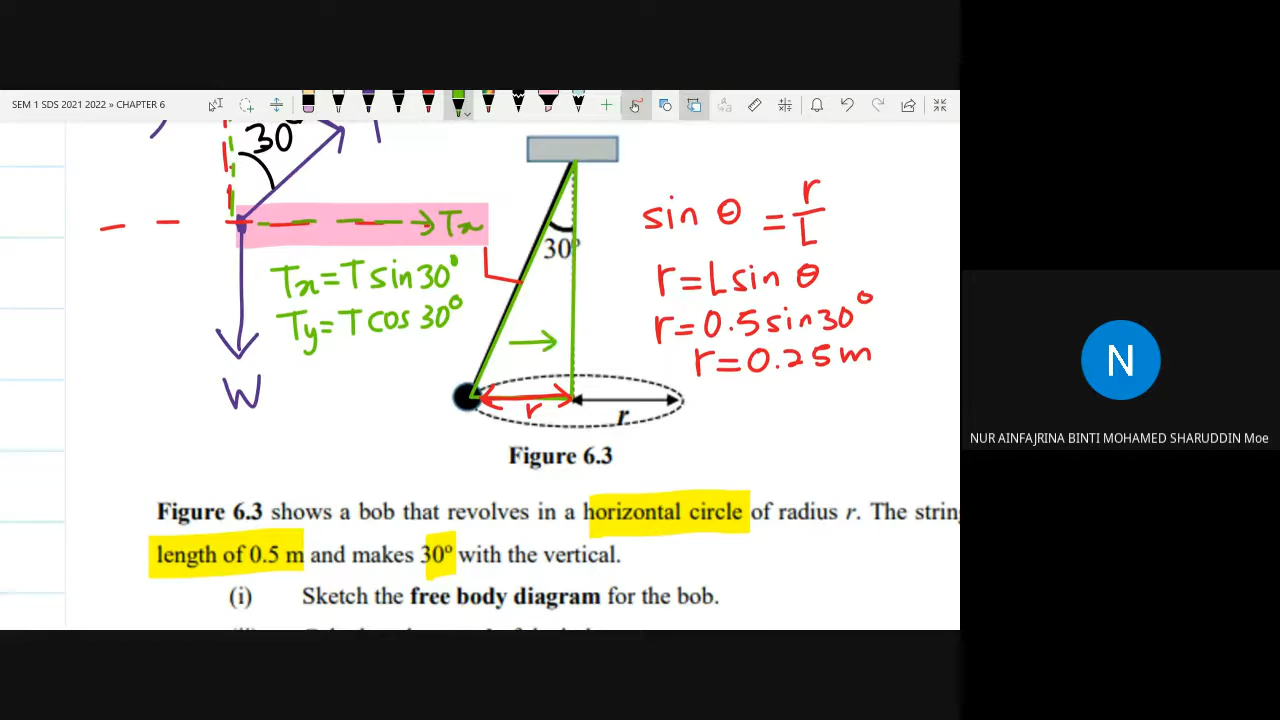 SEM 1 SDS 2021 2022 » CHAPTER 6
30°
Tx
Tx = T sin 30°
Ty = T cos 30°
W
30°
r
r
sin θ = r/L
r = L sin θ
r = 0.5 sin 30°
r = 0.25 m
Figure 6.3
Figure 6.3 shows a bob that revolves in a horizontal circle of radius r. The string
length of 0.5 m and makes 30º with the vertical.
(i) Sketch the free body diagram for the bob.
N
NUR AINFAJRINA BINTI MOHAMED SHARUDDIN Moe